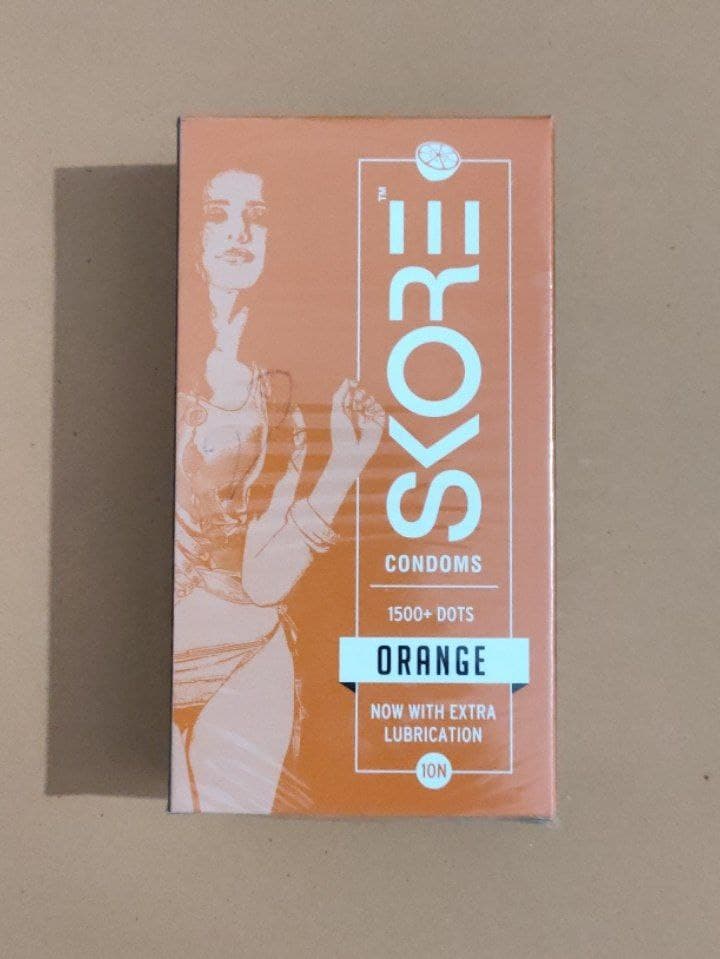 SKORE™
CONDOMS
1500+ DOTS
ORANGE
NOW WITH EXTRA
LUBRICATION
10N